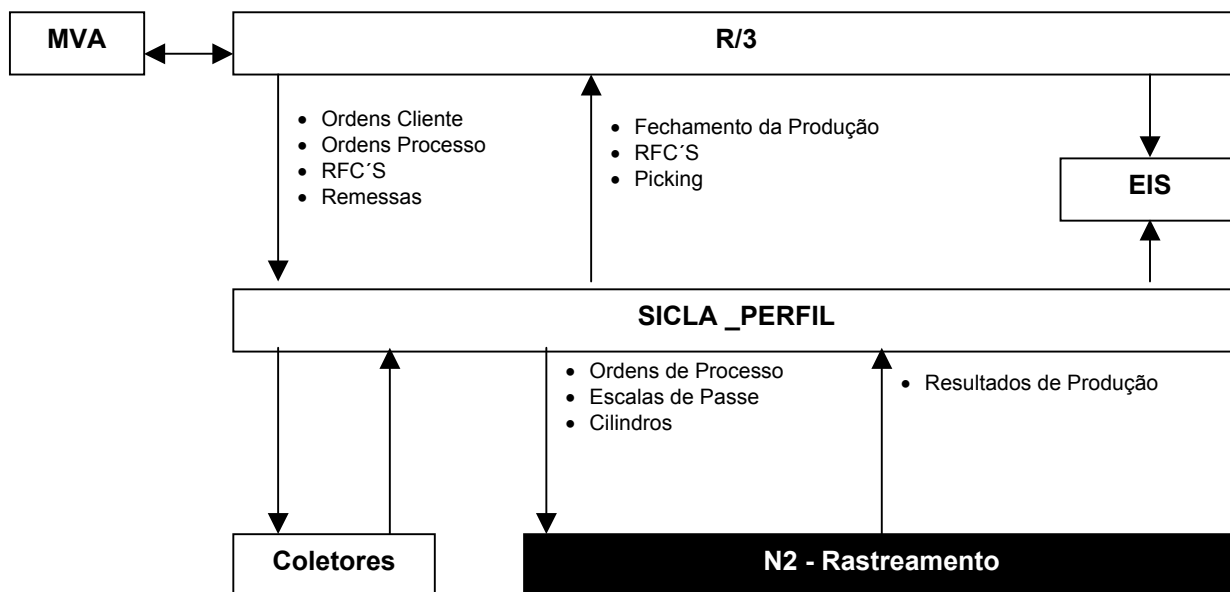 MVA
R/3
• Ordens Cliente
• Ordens Processo
• RFC´S
• Remessas
• Fechamento da Produção
• RFC´S
• Picking
EIS
SICLA _PERFIL
• Ordens de Processo
• Escalas de Passe
• Cilindros
• Resultados de Produção
Coletores
N2 - Rastreamento